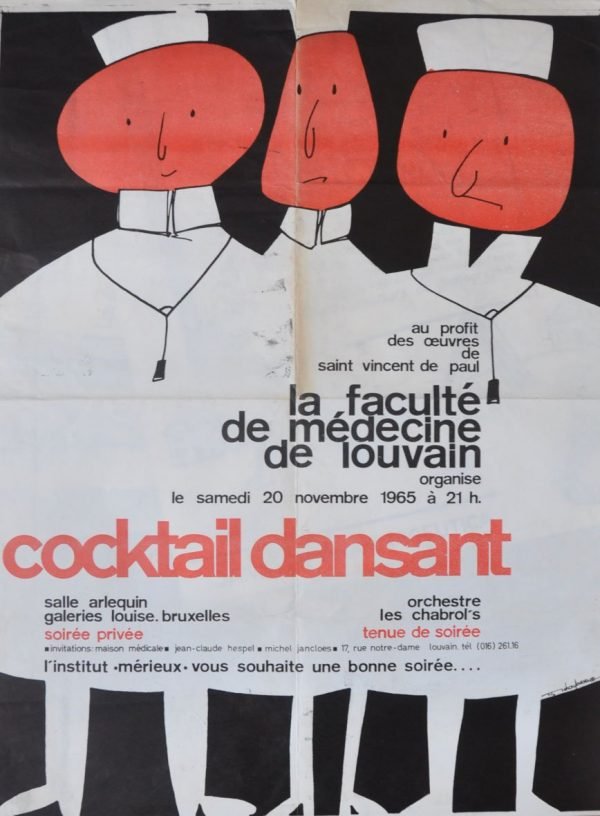 au profit
des œuvres
de
saint vincent de paul
la faculté
de médecine
de louvain
organise
le samedi 20 novembre 1965 à 21 h.
cocktail dansant
salle arlequin
galeries louise. bruxelles
soirée privée
orchestre
les chabrol's
tenue de soirée
■invitations: maison médicale■ jean-claude hespel ■ michel jancloes ■ 17, rue notre-dame louvain. tél (016) 261.16
l'institut •mérieux• vous souhaite une bonne soirée....